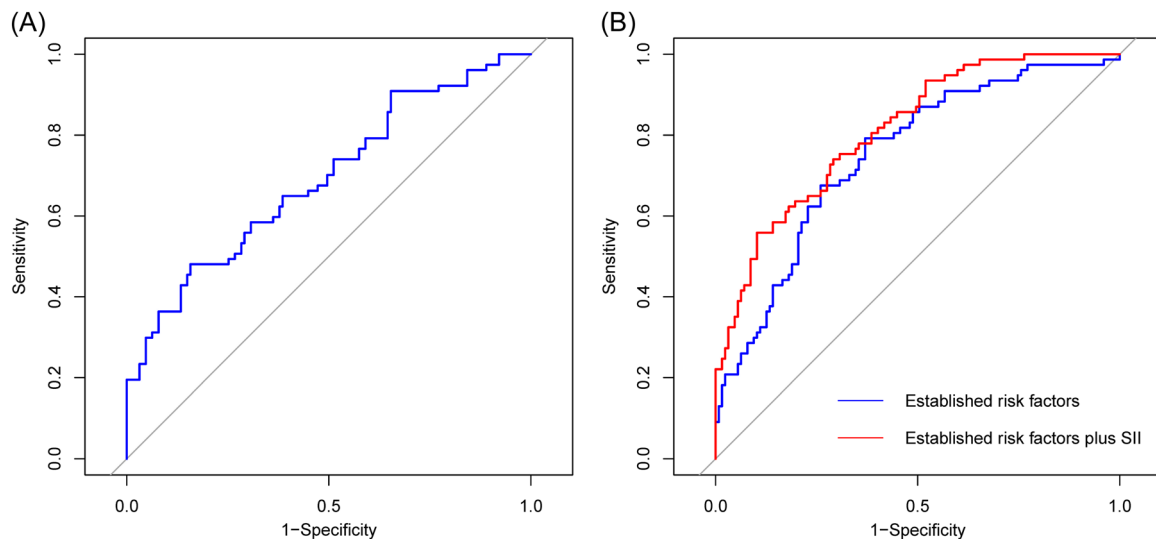 (A)
Sensitivity
1.0
0.8
0.6
0.4
0.2
0.0
0.0
0.5
1.0
1−Specificity
(B)
Sensitivity
1.0
0.8
0.6
0.4
0.2
0.0
Established risk factors
Established risk factors plus SII
0.0
0.5
1.0
1−Specificity